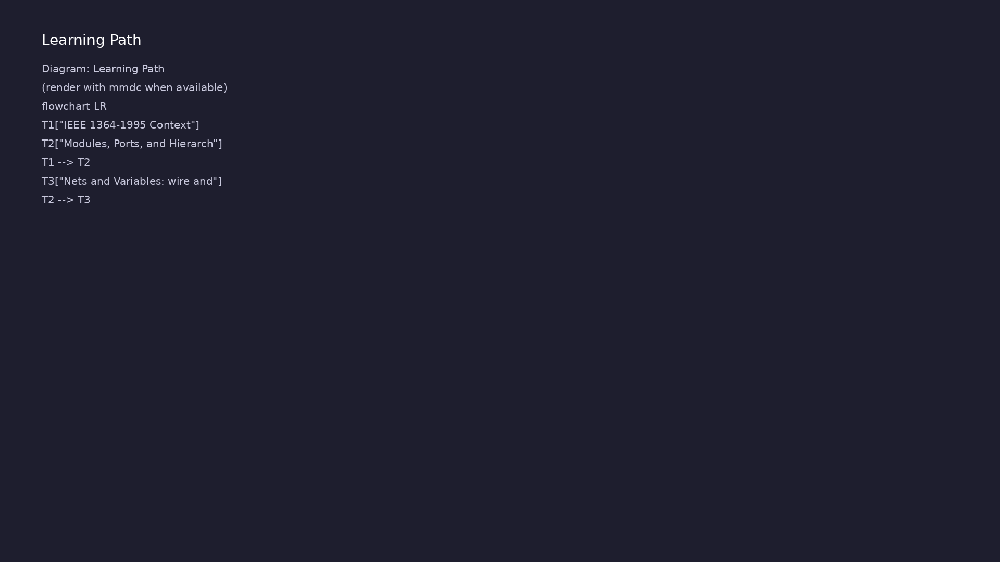 Learning Path
Diagram: Learning Path
(render with mmdc when available)
flowchart LR
T1["IEEE 1364-1995 Context"]
T2["Modules, Ports, and Hierarch"]
T1 --> T2
T3["Nets and Variables: wire and"]
T2 --> T3